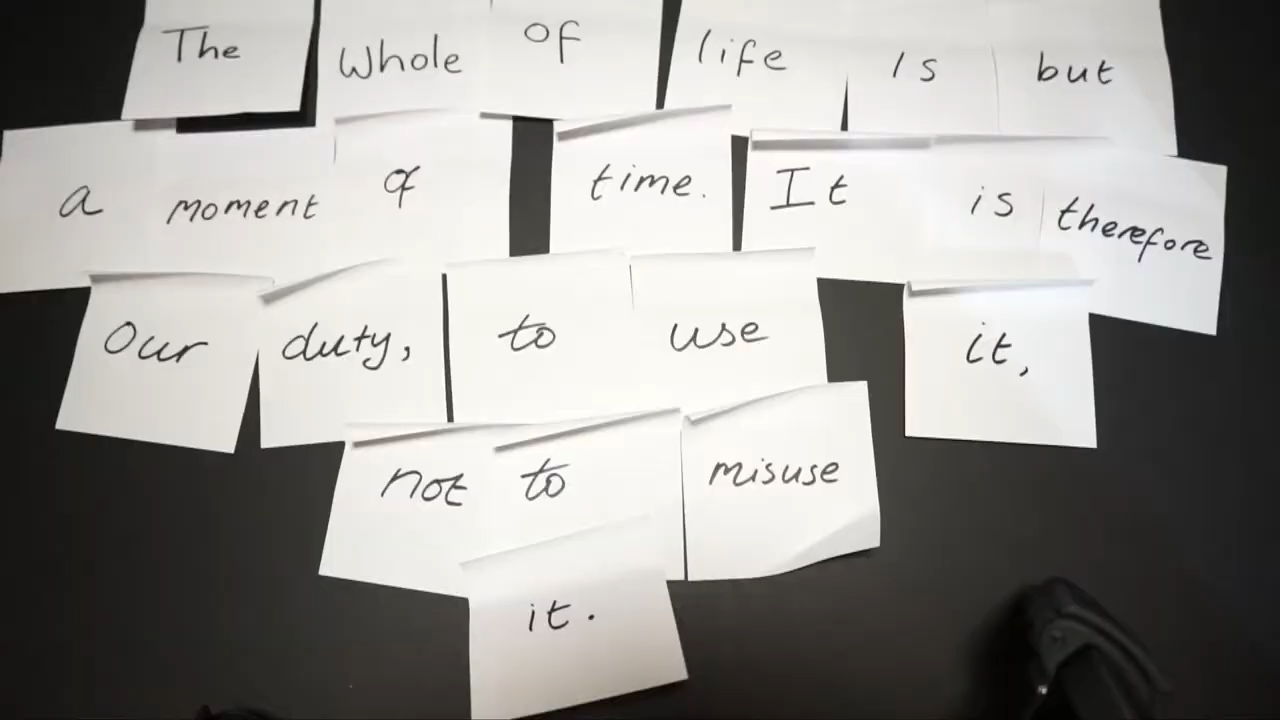 The Whole of life is but
a moment of time. It is therefore
Our duty, to use it,
not to misuse
it.